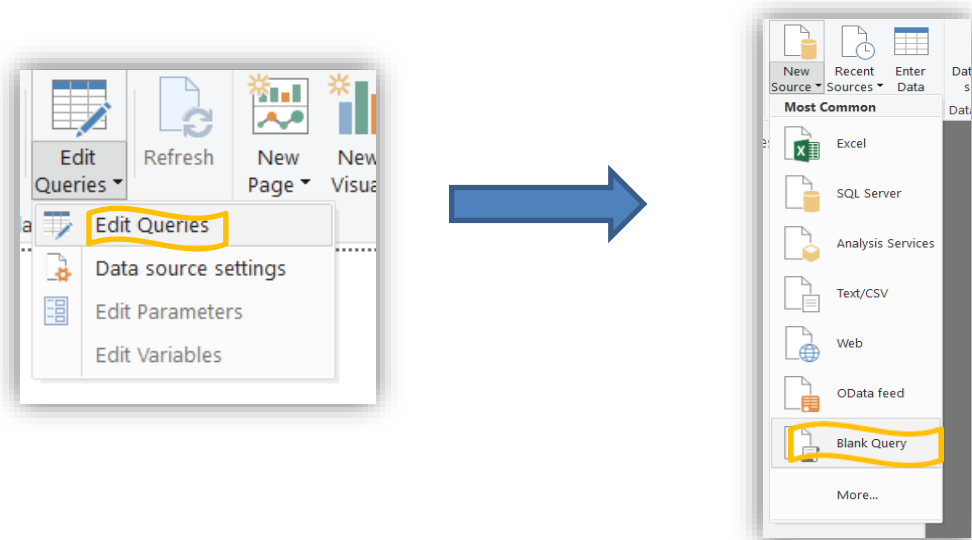 Edit
Queries
Refresh
New
Page
New
Edit Queries
Data source settings
Edit Parameters
Edit Variables
New
Source
Recent
Sources
Enter
Data
Most Common
Excel
SQL Server
Analysis Services
Text/CSV
Web
OData feed
Blank Query
More...